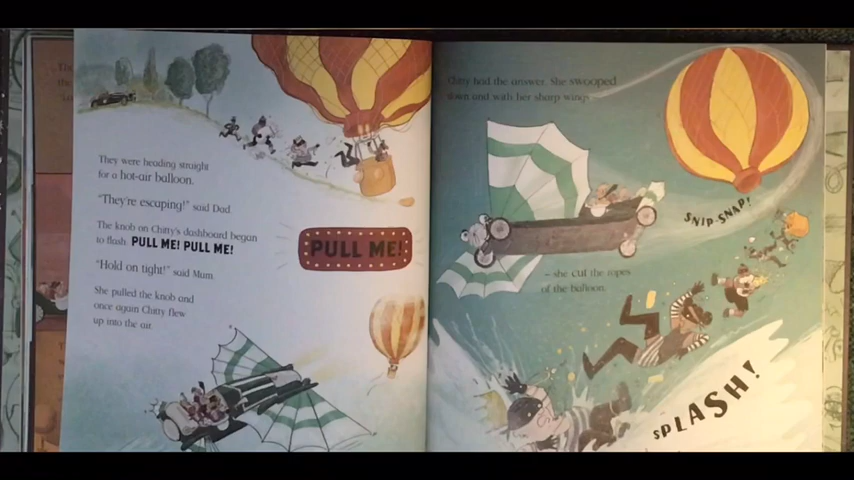 They were heading straight
for a hot-air balloon.
"They're escaping!" said Dad.
The knob on Chitty's dashboard began
to flash PULL ME! PULL ME!
"Hold on tight!" said Mum.
She pulled the knob and
once again Chitty flew
up into the air.
PULL ME!
Chitty had the answer. She swooped
down and with her sharp wings
SNIP-SNAP!
– she cut the ropes
of the balloon.
SPLASH!